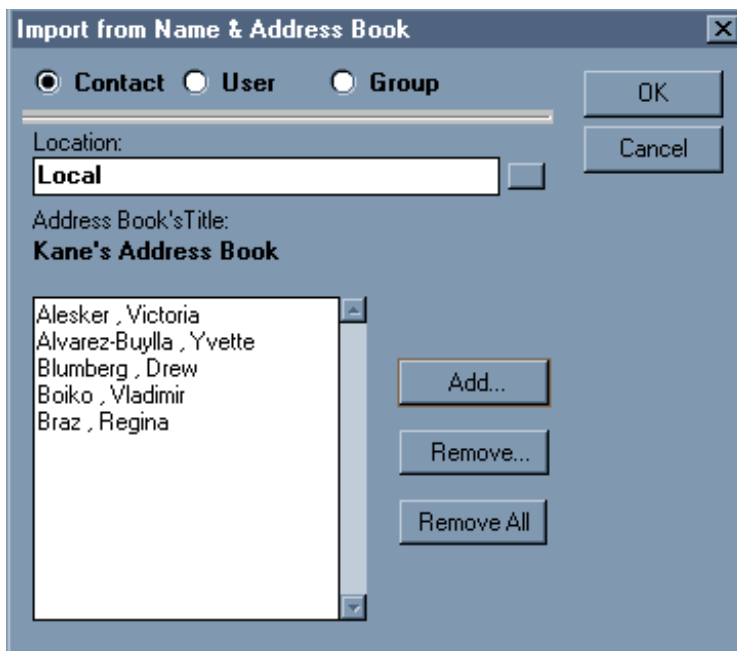 Import from Name & Address Book
Contact User Group
OK
Location:
Cancel
Local
Address Book'sTitle:
Kane's Address Book
Alesker , Victoria
Alvarez-Buylla , Yvette
Blumberg , Drew
Boiko , Vladimir
Braz , Regina
Add...
Remove...
Remove All